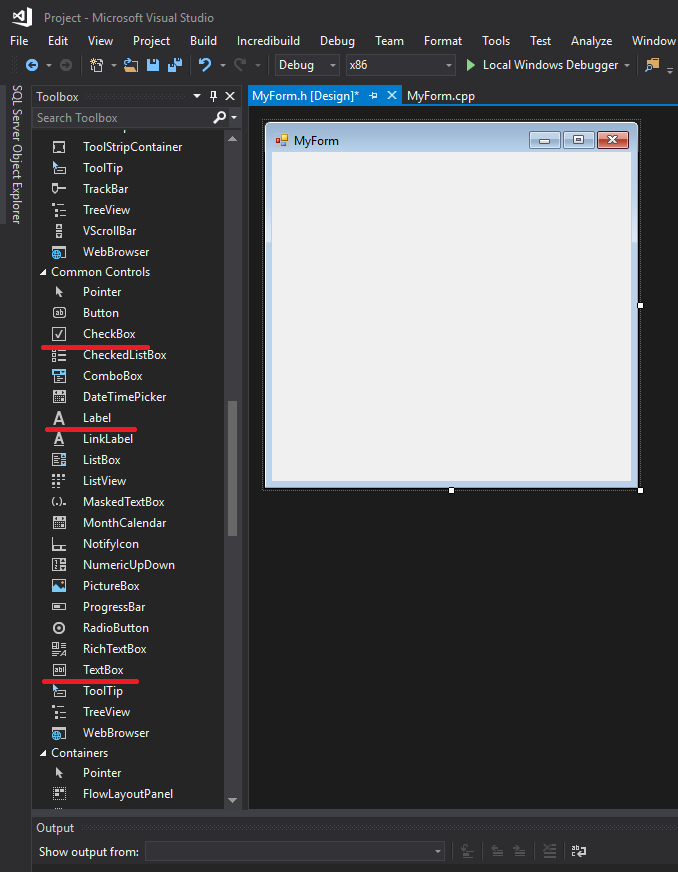 Project - Microsoft Visual Studio
File Edit View Project Build Incredibuild Debug Team Format Tools Test Analyze Window
Debug x86 Local Windows Debugger
SQL Server Object Explorer
Toolbox
Search Toolbox
MyForm.h [Design]* MyForm.cpp
MyForm
ToolStripContainer
ToolTip
TrackBar
TreeView
VScrollBar
WebBrowser
Common Controls
Pointer
Button
CheckBox
CheckedListBox
ComboBox
DateTimePicker
Label
LinkLabel
ListBox
ListView
MaskedTextBox
MonthCalendar
NotifyIcon
NumericUpDown
PictureBox
ProgressBar
RadioButton
RichTextBox
TextBox
ToolTip
TreeView
WebBrowser
Containers
Pointer
FlowLayoutPanel
Output
Show output from: